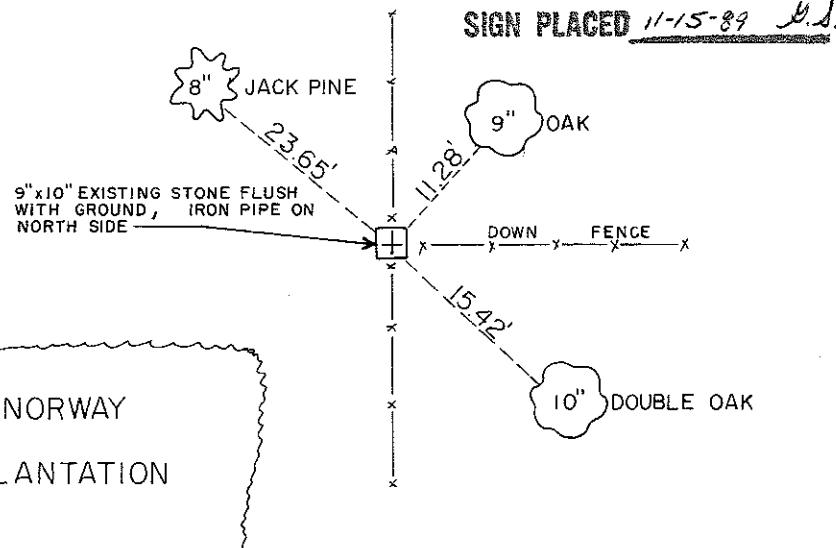 SIGN PLACED 11-15-89 G.S.
8" JACK PINE
9" OAK
23.65'
11.28'
9"x10" EXISTING STONE FLUSH
WITH GROUND, IRON PIPE ON
NORTH SIDE
DOWN FENCE
15.42'
10" DOUBLE OAK
NORWAY
LANTATION